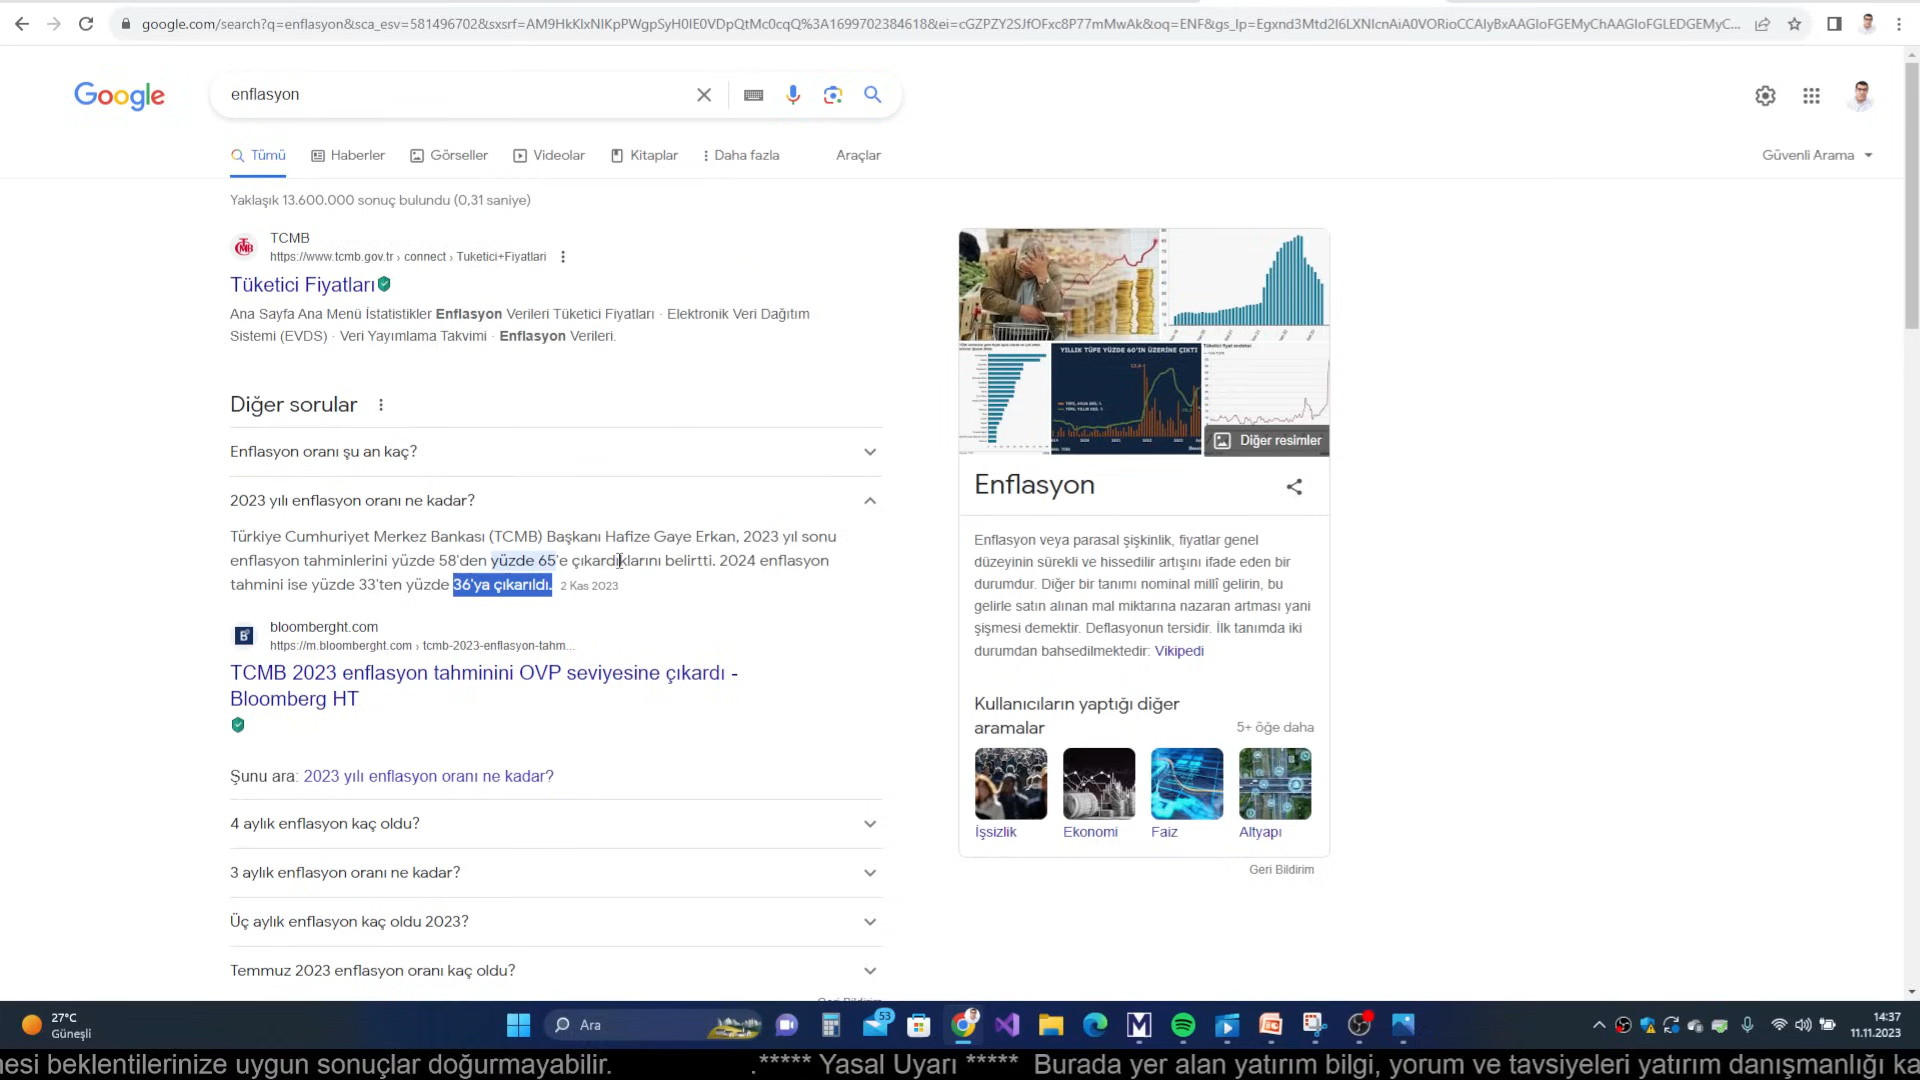 google.com/search?q=enflasyon&sca_esv=581496702&sxsrf=AM9HkKlxNIKpPWgpSyH0IE0VDpQtMc0cqQ%3A1699702384618&ei=cGZPZY2SJfOFxc8P77mMwAk&oq=ENF&gs_lp=Egxnd3Mtd2l6LXNlcnAiA0VORioCCAIyBxAAGIoFGEMyChAAGIoFGLEDGEMyC...
Google
enflasyon
Tümü Haberler Görseller Videolar Kitaplar Daha fazla Araçlar Güvenli Arama
Yaklaşık 13.600.000 sonuç bulundu (0,31 saniye)
TCMB
https://www.tcmb.gov.tr › connect › Tuketici+Fiyatlari
Tüketici Fiyatları
Ana Sayfa Ana Menü İstatistikler Enflasyon Verileri Tüketici Fiyatları · Elektronik Veri Dağıtım
Sistemi (EVDS) · Veri Yayımlama Takvimi · Enflasyon Verileri.
Diğer sorular
Enflasyon oranı şu an kaç?
2023 yılı enflasyon oranı ne kadar?
Türkiye Cumhuriyet Merkez Bankası (TCMB) Başkanı Hafize Gaye Erkan, 2023 yıl sonu
enflasyon tahminlerini yüzde 58'den yüzde 65'e çıkardıklarını belirtti. 2024 enflasyon
tahmini ise yüzde 33'ten yüzde 36'ya çıkarıldı. 2 Kas 2023
bloomberght.com
https://m.bloomberght.com › tcmb-2023-enflasyon-tahm...
TCMB 2023 enflasyon tahminini OVP seviyesine çıkardı -
Bloomberg HT
Şunu ara: 2023 yılı enflasyon oranı ne kadar?
4 aylık enflasyon kaç oldu?
3 aylık enflasyon oranı ne kadar?
Üç aylık enflasyon kaç oldu 2023?
Temmuz 2023 enflasyon oranı kaç oldu?
YILLIK TÜFE YÜZDE 60'IN ÜZERİNE ÇIKTI
Diğer resimler
Enflasyon
Enflasyon veya parasal şişkinlik, fiyatlar genel
düzeyinin sürekli ve hissedilir artışını ifade eden bir
durumdur. Diğer bir tanımı nominal millî gelirin, bu
gelirle satın alınan mal miktarına nazaran artması yani
şişmesi demektir. Deflasyonun tersidir. İlk tanımda iki
durumdan bahsedilmektedir: Vikipedi
Kullanıcıların yaptığı diğer
aramalar
5+ öğe daha
İşsizlik Ekonomi Faiz Altyapı
Geri Bildirim
27°C
Güneşli
Ara
53
14:37
11.11.2023
nesi beklentilerinize uygun sonuçlar doğurmayabilir. .***** Yasal Uyarı ***** Burada yer alan yatırım bilgi, yorum ve tavsiyeleri yatırım danışmanlığı ka